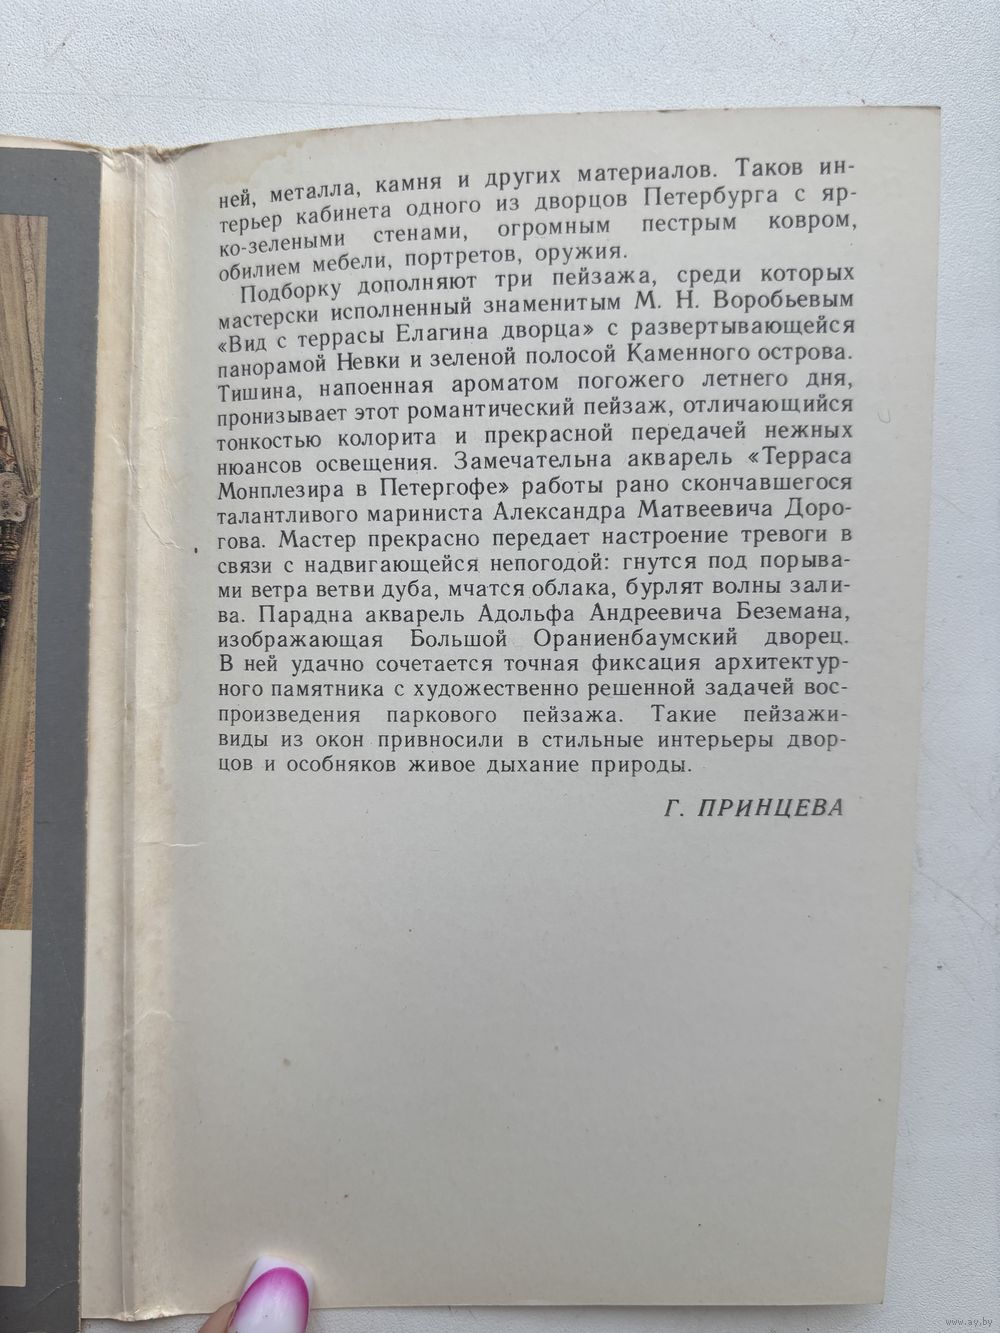 ней, металла, камня и других материалов. Таков ин-
терьер кабинета одного из дворцов Петербурга с яр-
ко-зелеными стенами, огромным пестрым ковром,
обилием мебели, портретов, оружия.
Подборку дополняют три пейзажа, среди которых
мастерски исполненный знаменитым М. Н. Воробьевым
«Вид с террасы Елагина дворца» с развертывающейся
панорамой Невки и зеленой полосой Каменного острова.
Тишина, напоенная ароматом погожего летнего дня,
пронизывает этот романтический пейзаж, отличающийся
тонкостью колорита и прекрасной передачей нежных
нюансов освещения. Замечательна акварель «Терраса
Монплезира в Петергофе» работы рано скончавшегося
талантливого мариниста Александра Матвеевича Доро-
гова. Мастер прекрасно передает настроение тревоги в
связи с надвигающейся непогодой: гнутся под порыва-
ми ветра ветви дуба, мчатся облака, бурлят волны зали-
ва. Парадна акварель Адольфа Андреевича Беземана,
изображающая Большой Ораниенбаумский дворец.
В ней удачно сочетается точная фиксация архитектур-
ного памятника с художественно решенной задачей вос-
произведения паркового пейзажа. Такие пейзажи-
виды из окон привносили в стильные интерьеры двор-
цов и особняков живое дыхание природы.
Г. ПРИНЦЕВА
www.ay.by